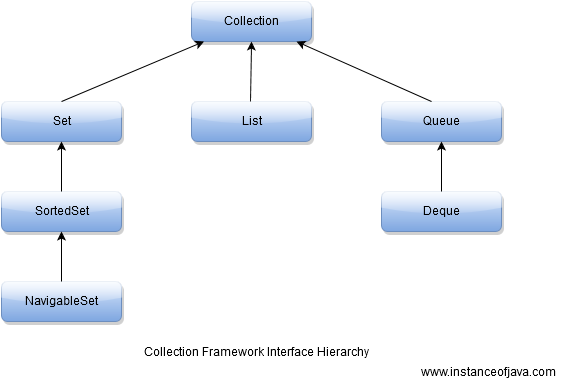 Collection
Set
List
Queue
SortedSet
Deque
NavigableSet
Collection Framework Interface Hierarchy
www.instanceofjava.com